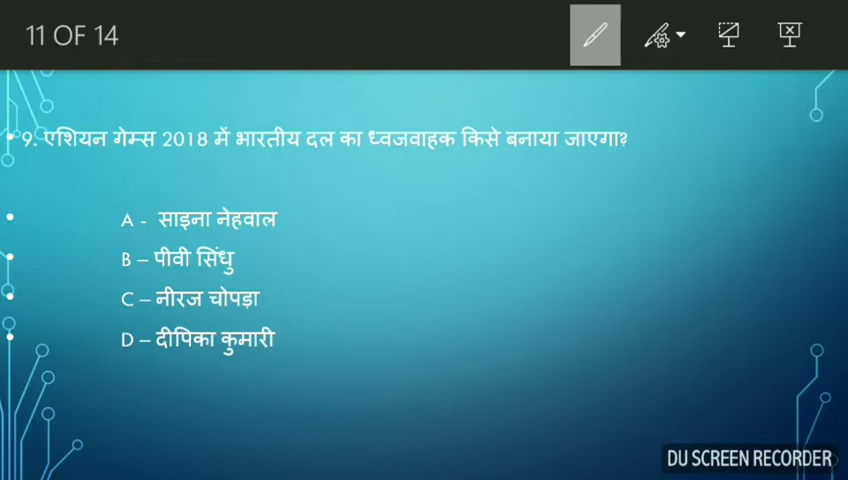 11 OF 14
9. एशियन गेम्स 2018 में भारतीय दल का ध्वजवाहक किसे बनाया जाएगा?
A - साइना नेहवाल
B – पीवी सिंधु
C – नीरज चोपड़ा
D – दीपिका कुमारी
DU SCREEN RECORDER